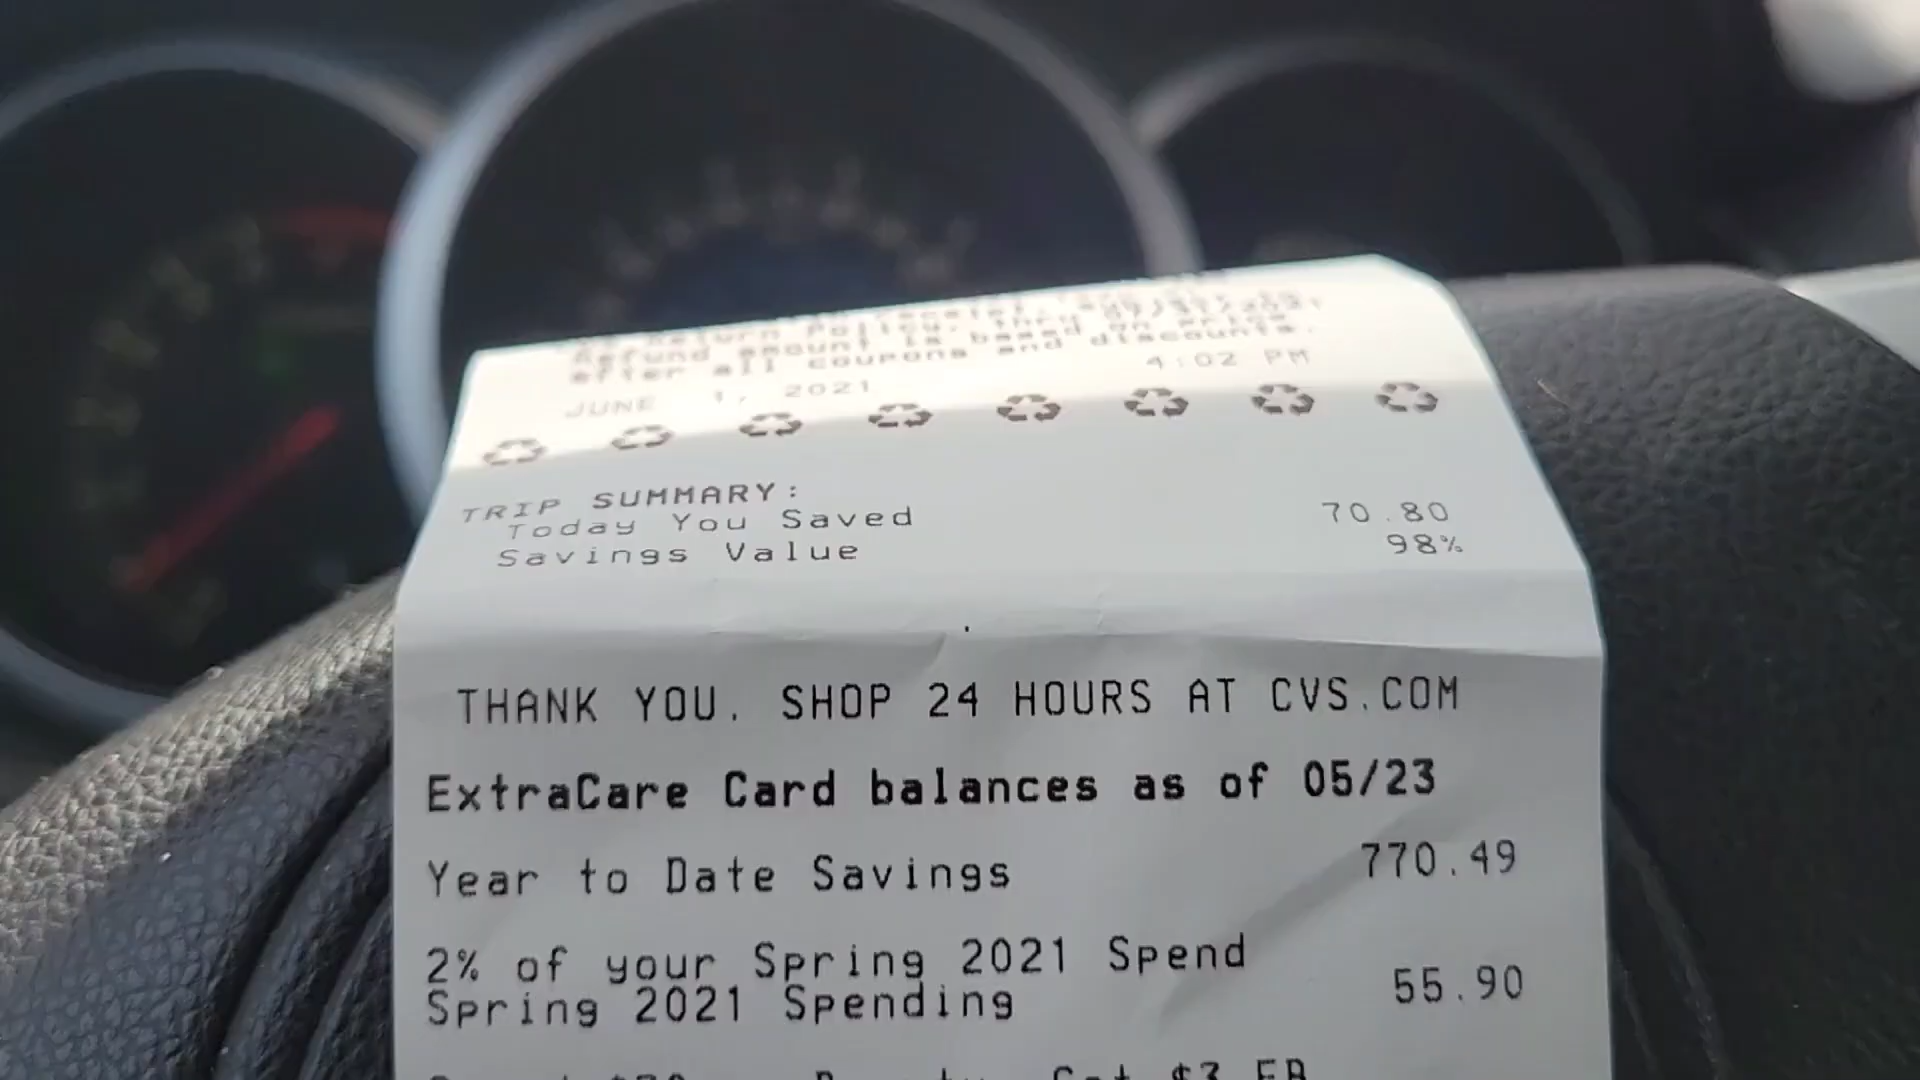 Return Policy, thru
Refund amount is based on price
after all coupons and discounts.
JUNE 1, 2021 4:02 PM
TRIP SUMMARY:
Today You Saved 70.80
Savings Value 98%
THANK YOU. SHOP 24 HOURS AT CVS.COM
ExtraCare Card balances as of 05/23
Year to Date Savings 770.49
2% of your Spring 2021 Spend
Spring 2021 Spending 55.90